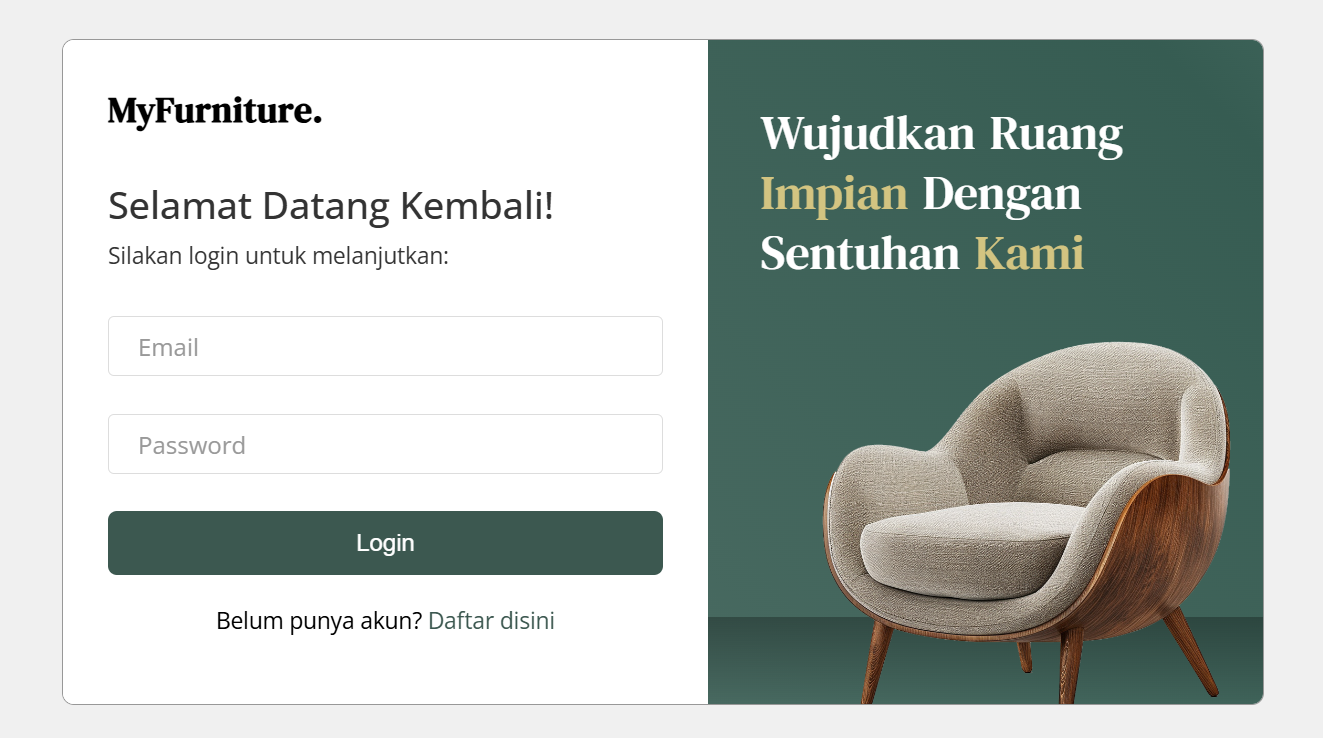 MyFurniture.
Selamat Datang Kembali!
Silakan login untuk melanjutkan:
Email
Password
Login
Belum punya akun? Daftar disini
Wujudkan Ruang
Impian Dengan
Sentuhan Kami